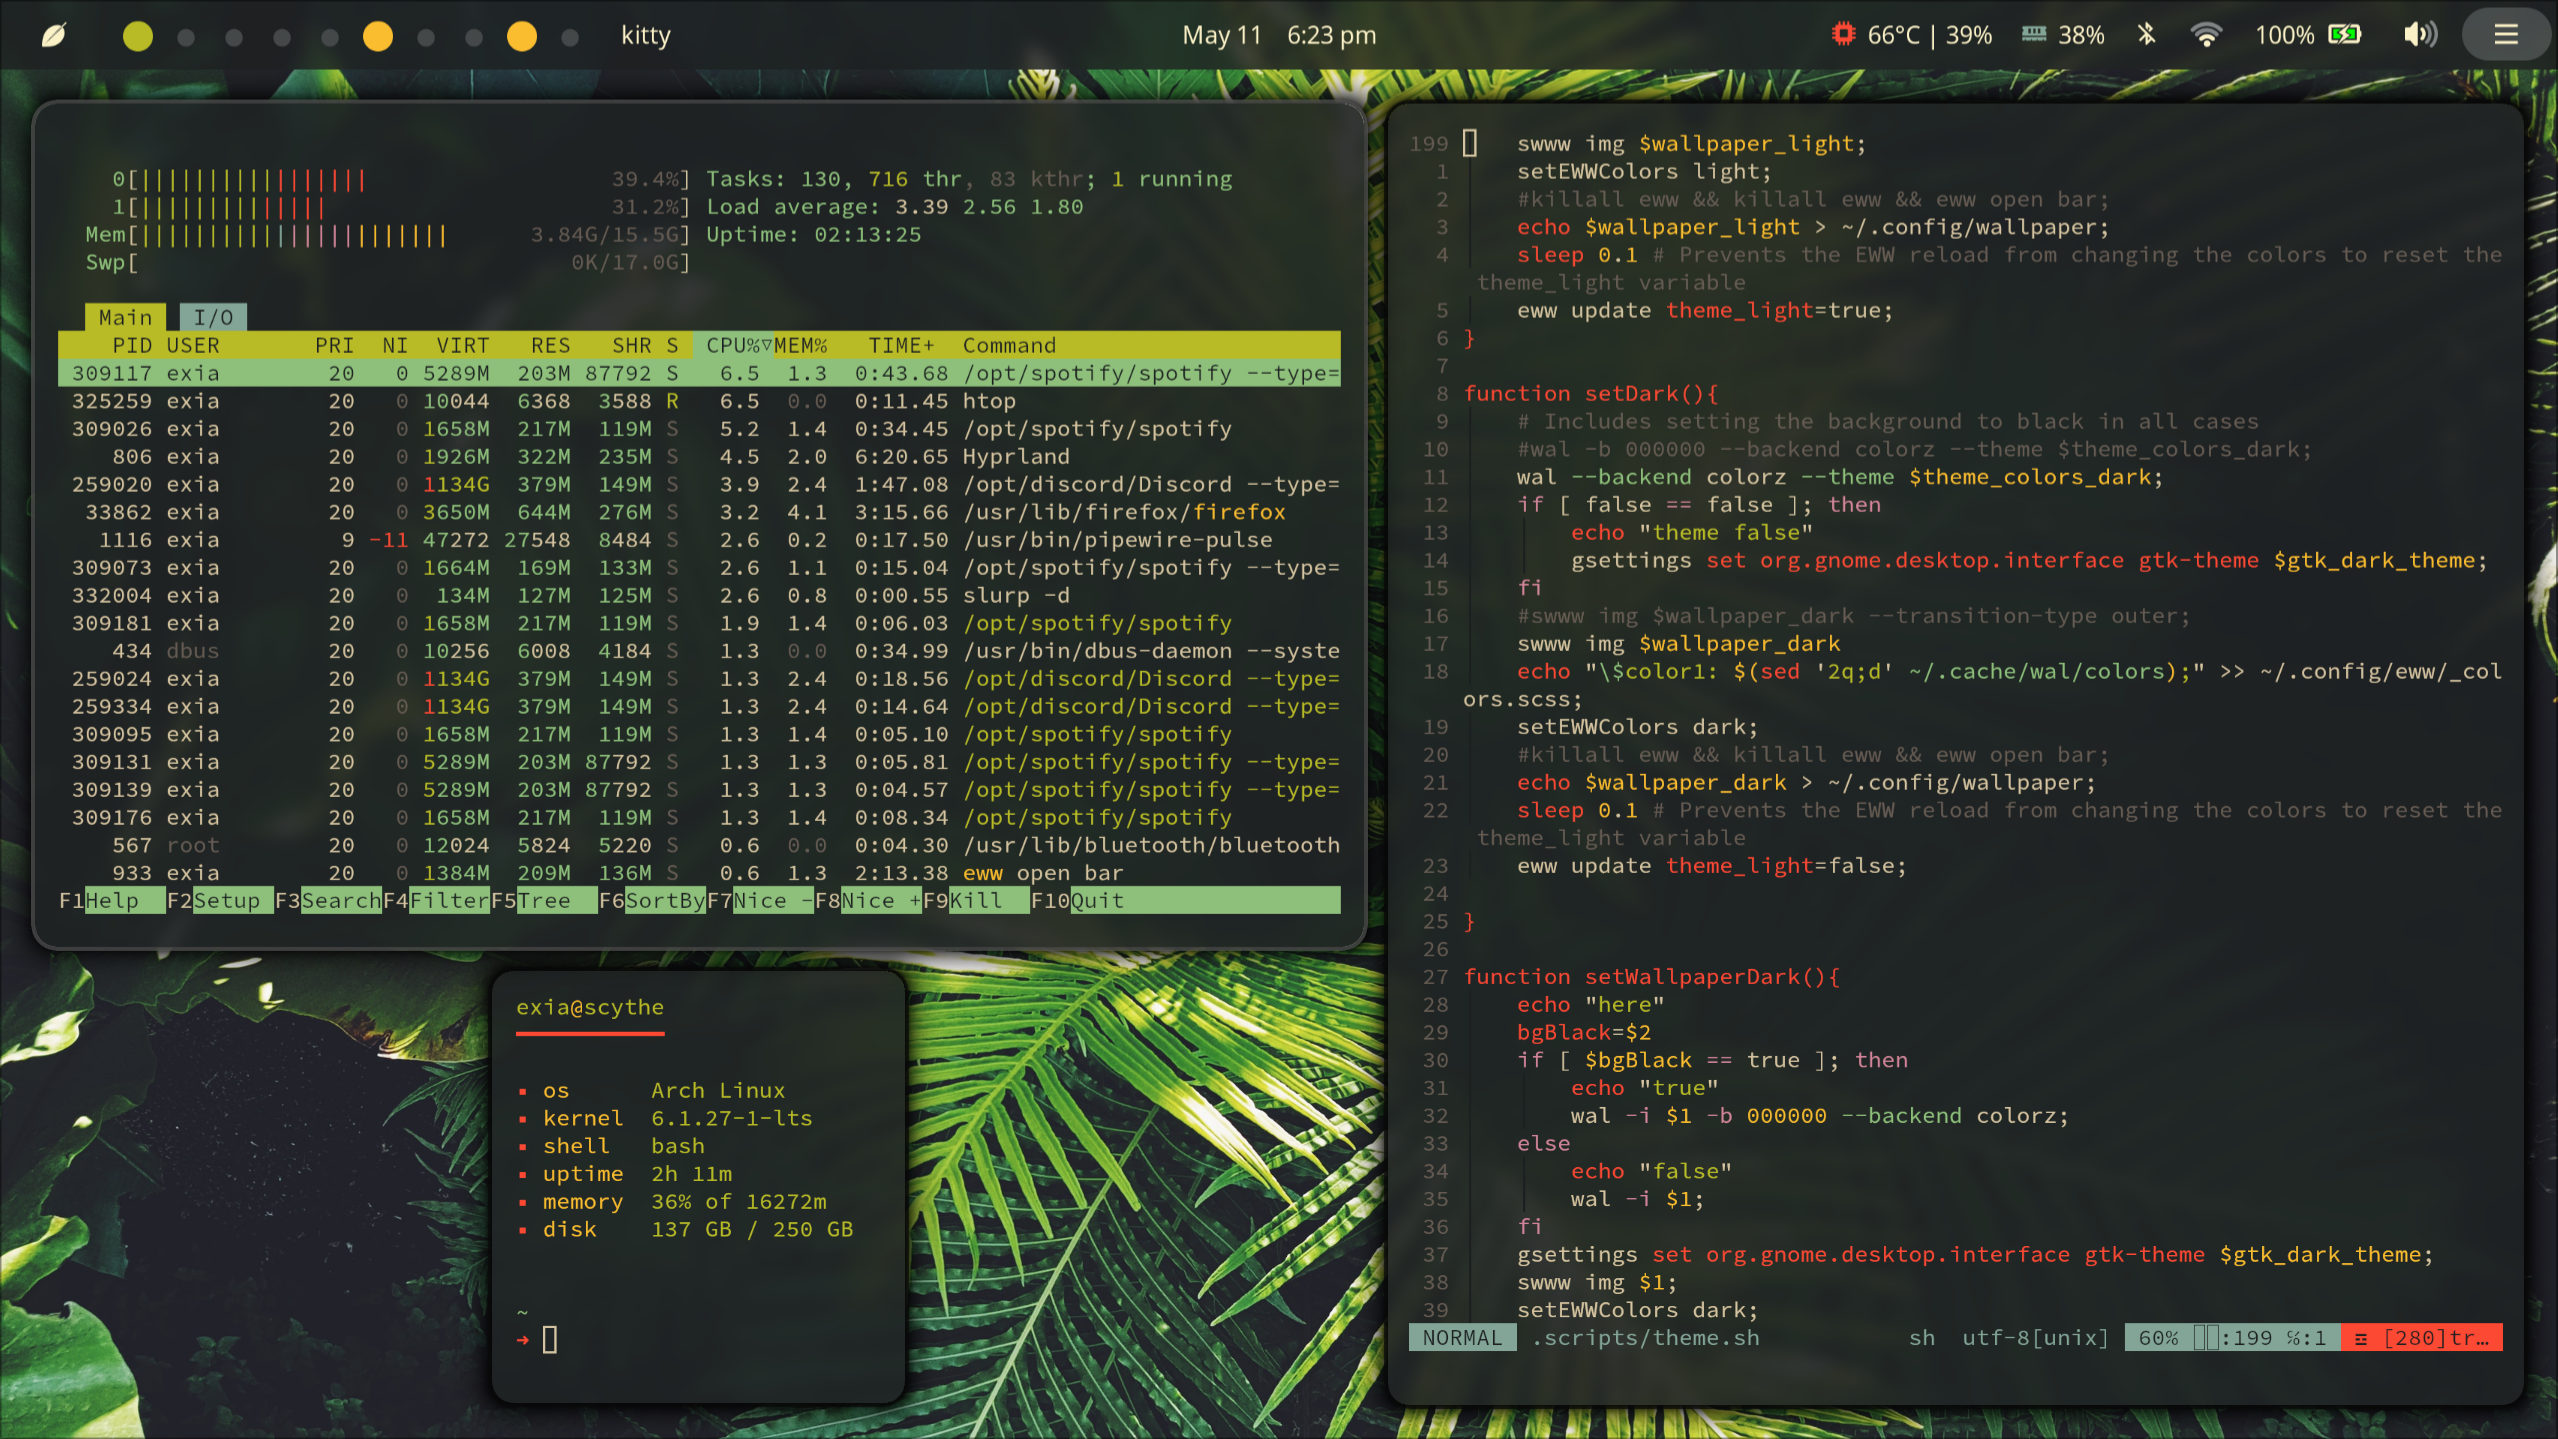 kitty
May 11 6:23 pm
66°C | 39% 38% 100%
0[||||||||||||||||| 39.4%] Tasks: 130, 716 thr, 83 kthr; 1 running
1[|||||||||||||| 31.2%] Load average: 3.39 2.56 1.80
Mem[||||||||||||||||||||||| 3.84G/15.5G] Uptime: 02:13:25
Swp[ 0K/17.0G]
Main I/O
PID USER PRI NI VIRT RES SHR S CPU%▽MEM% TIME+ Command
309117 exia 20 0 5289M 203M 87792 S 6.5 1.3 0:43.68 /opt/spotify/spotify --type=
325259 exia 20 0 10044 6368 3588 R 6.5 0.0 0:11.45 htop
309026 exia 20 0 1658M 217M 119M S 5.2 1.4 0:34.45 /opt/spotify/spotify
806 exia 20 0 1926M 322M 235M S 4.5 2.0 6:20.65 Hyprland
259020 exia 20 0 1134G 379M 149M S 3.9 2.4 1:47.08 /opt/discord/Discord --type=
33862 exia 20 0 3650M 644M 276M S 3.2 4.1 3:15.66 /usr/lib/firefox/firefox
1116 exia 9 -11 47272 27548 8484 S 2.6 0.2 0:17.50 /usr/bin/pipewire-pulse
309073 exia 20 0 1664M 169M 133M S 2.6 1.1 0:15.04 /opt/spotify/spotify --type=
332004 exia 20 0 134M 127M 125M S 2.6 0.8 0:00.55 slurp -d
309181 exia 20 0 1658M 217M 119M S 1.9 1.4 0:06.03 /opt/spotify/spotify
434 dbus 20 0 10256 6008 4184 S 1.3 0.0 0:34.99 /usr/bin/dbus-daemon --syste
259024 exia 20 0 1134G 379M 149M S 1.3 2.4 0:18.56 /opt/discord/Discord --type=
259334 exia 20 0 1134G 379M 149M S 1.3 2.4 0:14.64 /opt/discord/Discord --type=
309095 exia 20 0 1658M 217M 119M S 1.3 1.4 0:05.10 /opt/spotify/spotify
309131 exia 20 0 5289M 203M 87792 S 1.3 1.3 0:05.81 /opt/spotify/spotify --type=
309139 exia 20 0 5289M 203M 87792 S 1.3 1.3 0:04.57 /opt/spotify/spotify --type=
309176 exia 20 0 1658M 217M 119M S 1.3 1.4 0:08.34 /opt/spotify/spotify
567 root 20 0 12024 5824 5220 S 0.6 0.0 0:04.30 /usr/lib/bluetooth/bluetooth
933 exia 20 0 1384M 209M 136M S 0.6 1.3 2:13.38 eww open bar
F1Help F2Setup F3SearchF4FilterF5Tree F6SortByF7Nice -F8Nice +F9Kill F10Quit
exia@scythe
▪ os Arch Linux
▪ kernel 6.1.27-1-lts
▪ shell bash
▪ uptime 2h 11m
▪ memory 36% of 16272m
▪ disk 137 GB / 250 GB
~
➜
199 swww img $wallpaper_light;
1 setEWWColors light;
2 #killall eww && killall eww && eww open bar;
3 echo $wallpaper_light > ~/.config/wallpaper;
4 sleep 0.1 # Prevents the EWW reload from changing the colors to reset the
theme_light variable
5 eww update theme_light=true;
6 }
7
8 function setDark(){
9 # Includes setting the background to black in all cases
10 #wal -b 000000 --backend colorz --theme $theme_colors_dark;
11 wal --backend colorz --theme $theme_colors_dark;
12 if [ false == false ]; then
13 echo "theme false"
14 gsettings set org.gnome.desktop.interface gtk-theme $gtk_dark_theme;
15 fi
16 #swww img $wallpaper_dark --transition-type outer;
17 swww img $wallpaper_dark
18 echo "\$color1: $(sed '2q;d' ~/.cache/wal/colors);" >> ~/.config/eww/_col
ors.scss;
19 setEWWColors dark;
20 #killall eww && killall eww && eww open bar;
21 echo $wallpaper_dark > ~/.config/wallpaper;
22 sleep 0.1 # Prevents the EWW reload from changing the colors to reset the
theme_light variable
23 eww update theme_light=false;
24
25 }
26
27 function setWallpaperDark(){
28 echo "here"
29 bgBlack=$2
30 if [ $bgBlack == true ]; then
31 echo "true"
32 wal -i $1 -b 000000 --backend colorz;
33 else
34 echo "false"
35 wal -i $1;
36 fi
37 gsettings set org.gnome.desktop.interface gtk-theme $gtk_dark_theme;
38 swww img $1;
39 setEWWColors dark;
NORMAL .scripts/theme.sh sh utf-8[unix] 60% :199 ℅:1 ☲ [280]tr…